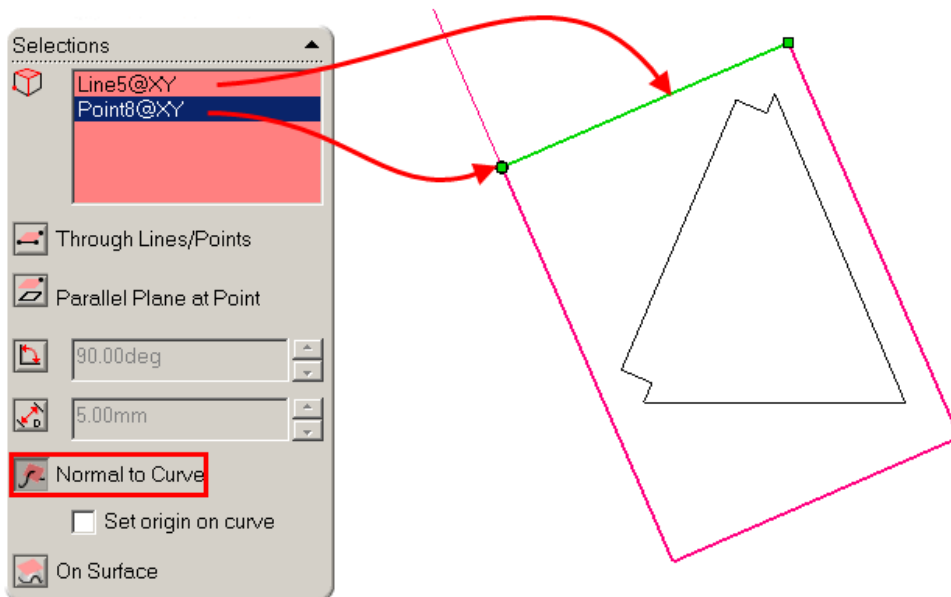 Selections
Line5@XY
Point8@XY
Through Lines/Points
Parallel Plane at Point
90.00deg
5.00mm
D
Normal to Curve
Set origin on curve
On Surface